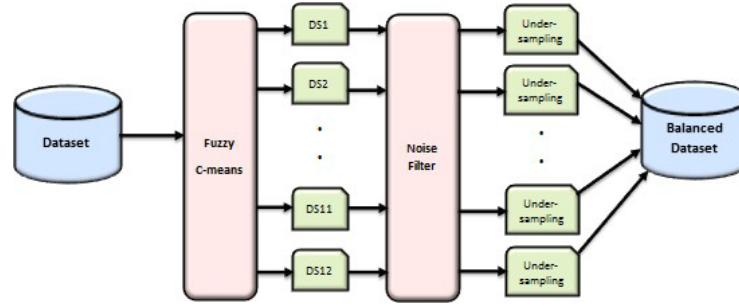 Dataset
Fuzzy
C-means
DS1
DS2
DS11
DS12
Noise
Filter
Under-
sampling
Under-
sampling
Under-
sampling
Under-
sampling
Balanced
Dataset